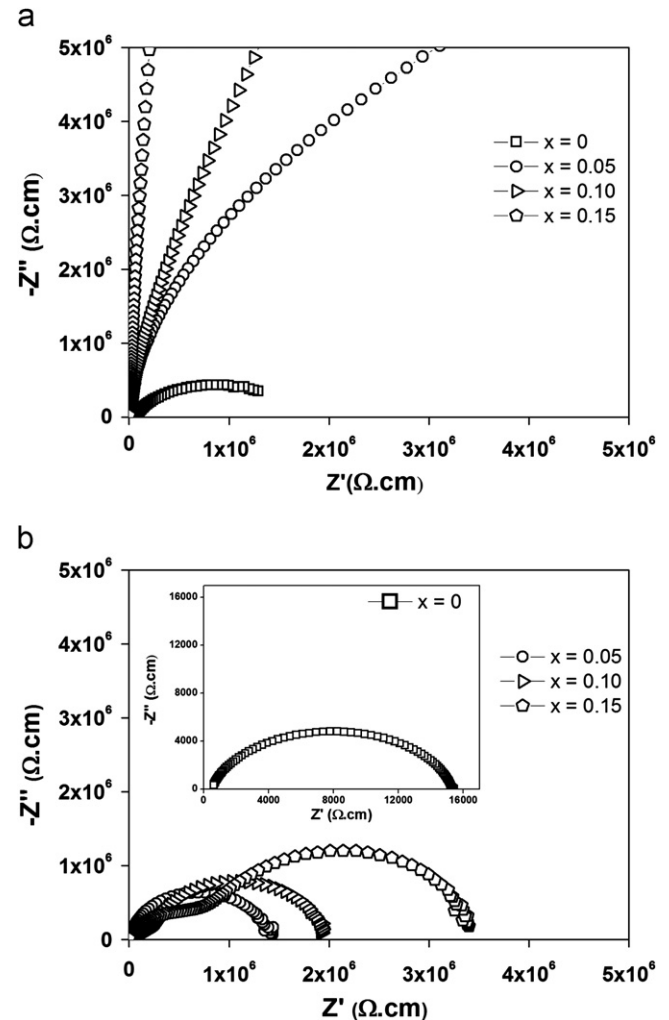 a
5x10⁶
4x10⁶
3x10⁶
2x10⁶
1x10⁶
0
-Z'' (Ω.cm)
x = 0
x = 0.05
x = 0.10
x = 0.15
0 1x10⁶ 2x10⁶ 3x10⁶ 4x10⁶ 5x10⁶
Z'(Ω.cm)
b
5x10⁶
4x10⁶
3x10⁶
2x10⁶
1x10⁶
0
-Z'' (Ω.cm)
x = 0
16000
12000
8000
4000
0
-Z'' (Ω.cm)
0 4000 8000 12000 16000
Z' (Ω.cm)
x = 0.05
x = 0.10
x = 0.15
0 1x10⁶ 2x10⁶ 3x10⁶ 4x10⁶ 5x10⁶
Z' (Ω.cm)